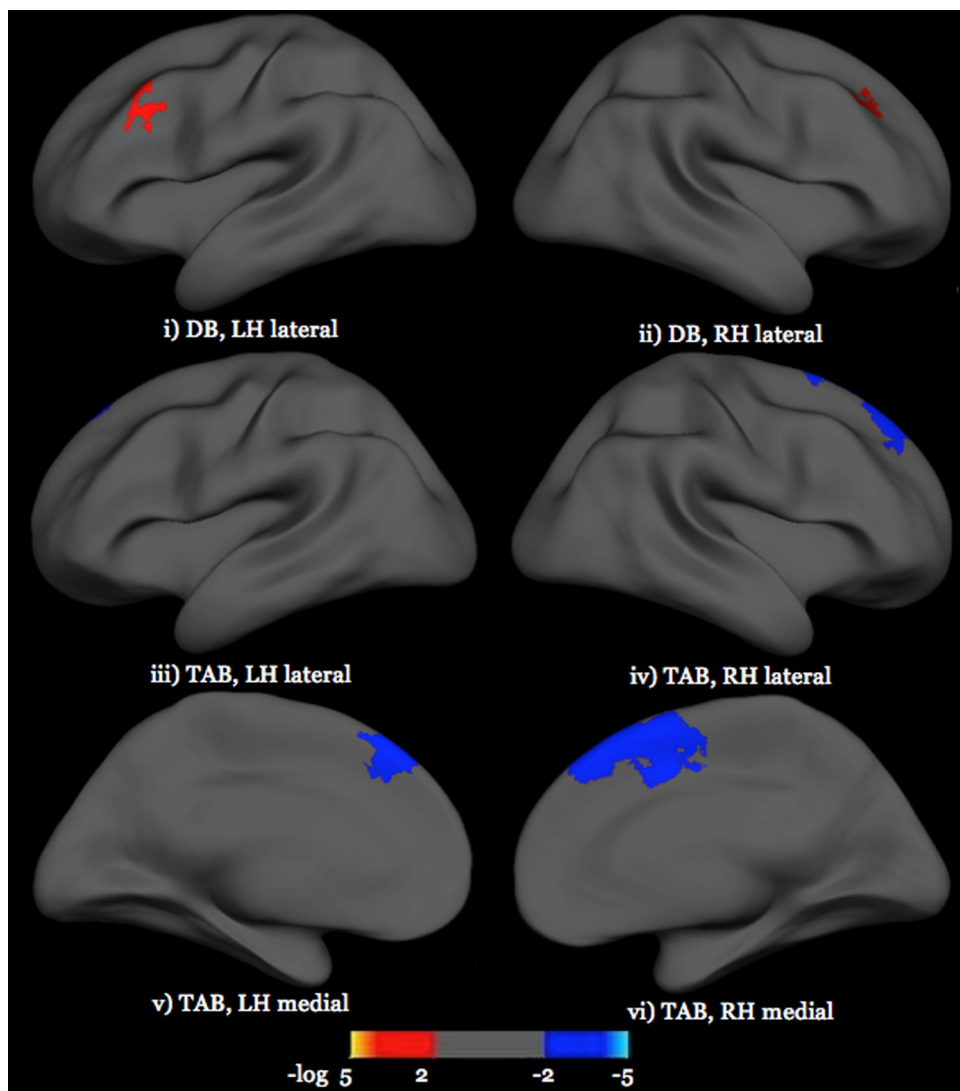 i) DB, LH lateral
ii) DB, RH lateral
iii) TAB, LH lateral
iv) TAB, RH lateral
v) TAB, LH medial
vi) TAB, RH medial
-log 5 2 -2 -5